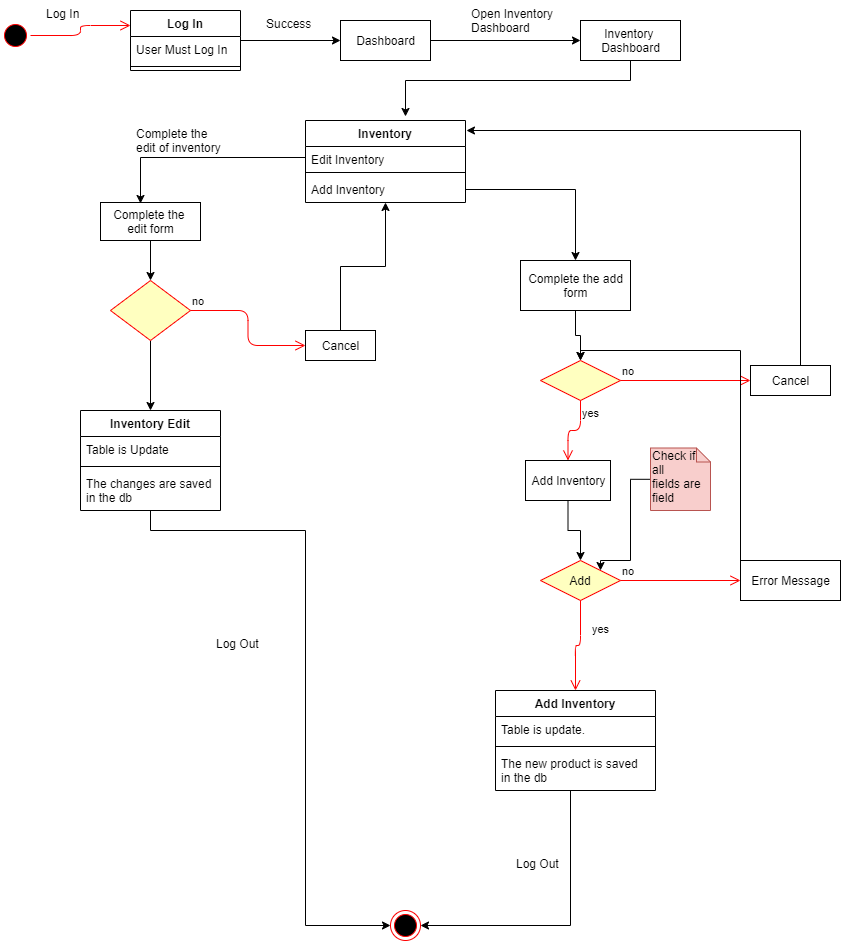 Log In
Log In
User Must Log In
Success
Dashboard
Open Inventory
Dashboard
Inventory
Dashboard
Inventory
Edit Inventory
Add Inventory
Complete the
edit of inventory
Complete the
edit form
no
Cancel
Inventory Edit
Table is Update
The changes are saved
in the db
Log Out
Complete the add
form
no
Cancel
yes
Add Inventory
Check if
all
fields are
field
Add
no
Error Message
yes
Add Inventory
Table is update.
The new product is saved
in the db
Log Out